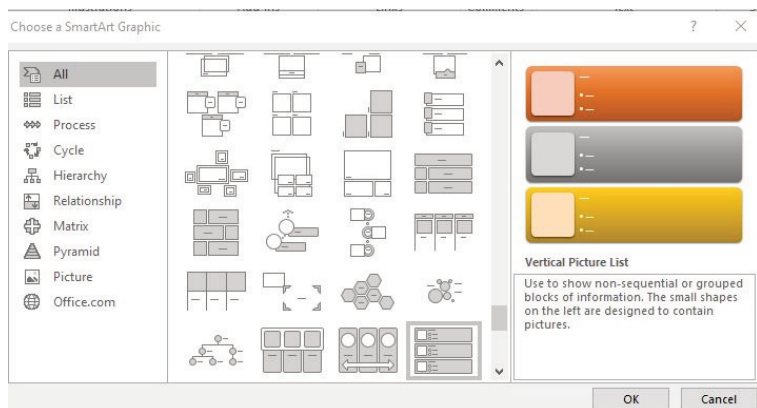 Choose a SmartArt Graphic
?
All
List
Process
Cycle
Hierarchy
Relationship
Matrix
Pyramid
Picture
Office.com
Vertical Picture List
Use to show non-sequential or grouped
blocks of information. The small shapes
on the left are designed to contain
pictures.
OK
Cancel